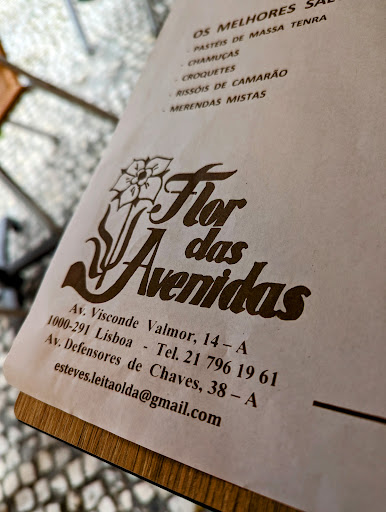 OS MELHORES
· PASTÉIS DE MASSA TENRA
· CHAMUÇAS
· CROQUETES
· RISSÓIS DE CAMARÃO
· MERENDAS MISTAS
Flor
das
Avenidas
Av. Visconde Valmor, 14 – A
1000-291 Lisboa - Tel. 21 796 19 61
Av. Defensores de Chaves, 38 – A
esteves.leitaolda@gmail.com